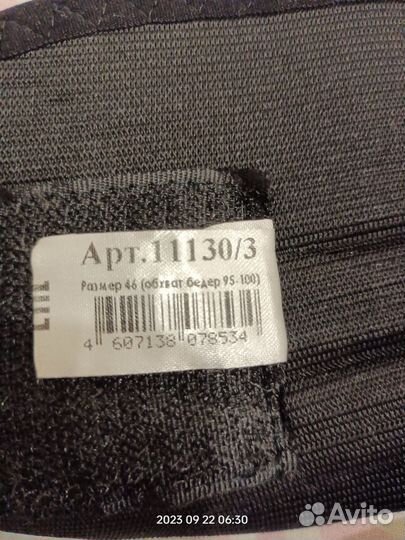 Арт.11130/3
Размер 46 (обхват бедер 95-100)
4 607138 078534
2023 09 22 06:30
Avito